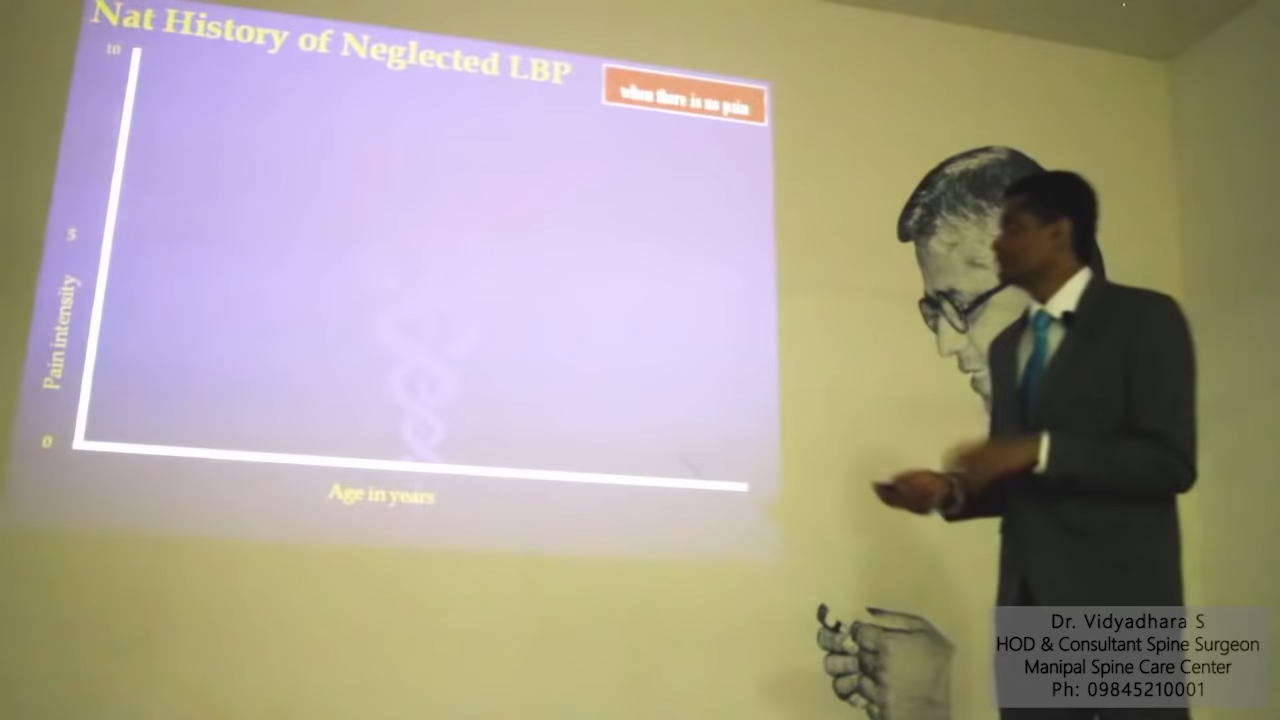 Nat History of Neglected LBP
when there is no pain
10
5
Pain intensity
0
Age in years
Dr. Vidyadhara S
HOD & Consultant Spine Surgeon
Manipal Spine Care Center
Ph: 09845210001